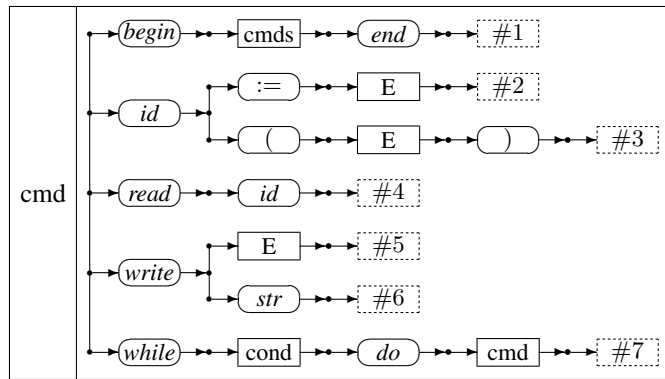 begin cmds end #1
:= E #2
id
( E ) #3
cmd
read id #4
E #5
write
str #6
while cond do cmd #7